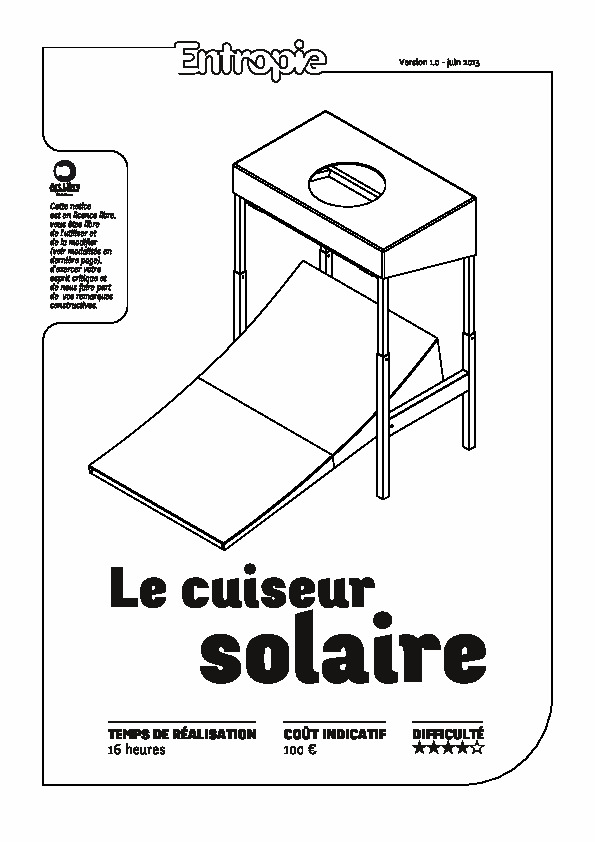 Entropie
Version 1.0 - juin 2013
Art Libre
Cette notice
est en licence libre,
vous être libre
de l'utiliser et
de la modifier
(voir modalités en
dernière page),
d'exercer votre
esprit critique et
de nous faire part
de vos remarques
constructives.
Le cuiseur
solaire
TEMPS DE RÉALISATION
16 heures
COÛT INDICATIF
100 €
DIFFICULTÉ
★★★★☆